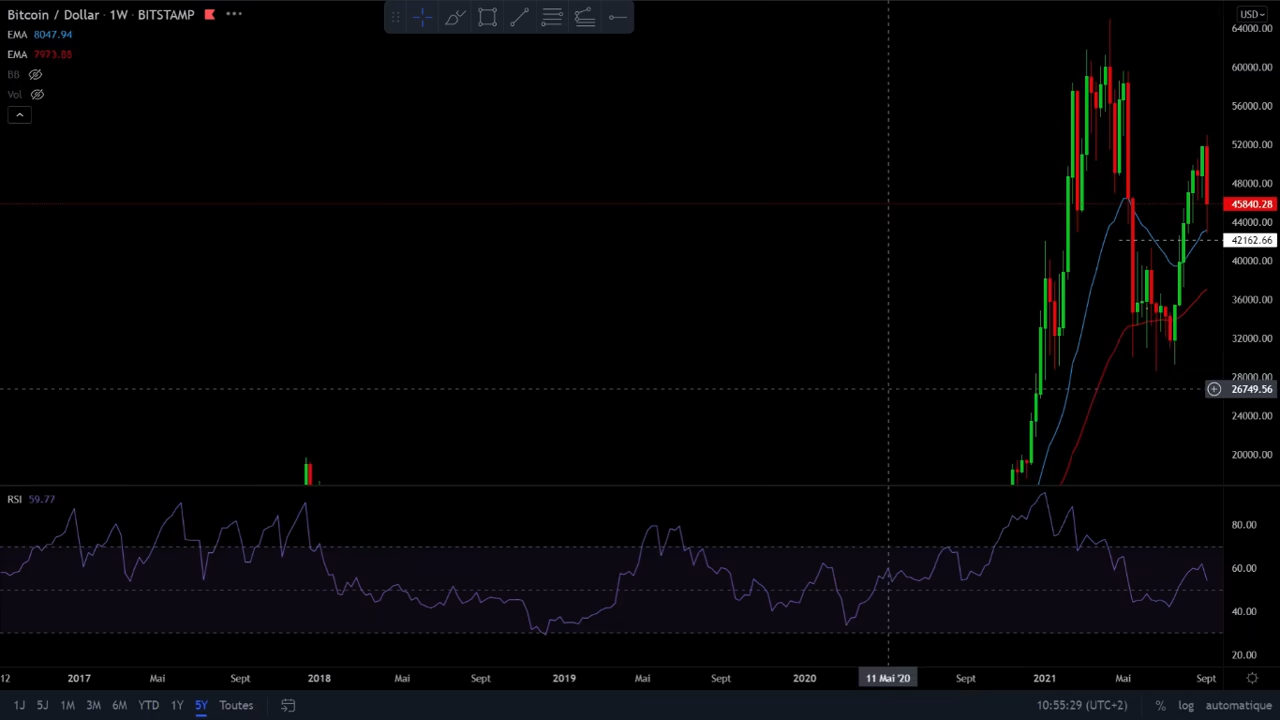 Bitcoin / Dollar · 1W · BITSTAMP
EMA 8047.94
EMA 7973.88
BB
Vol
USD
64000.00
60000.00
56000.00
52000.00
48000.00
45840.28
44000.00
42162.66
40000.00
36000.00
32000.00
28000.00
26749.56
24000.00
20000.00
RSI 59.77
80.00
60.00
40.00
20.00
12 2017 Mai Sept 2018 Mai Sept 2019 Mai Sept 2020 11 Mai '20 Sept 2021 Mai Sept
1J 5J 1M 3M 6M YTD 1Y 5Y Toutes 10:55:29 (UTC+2) % log automatique